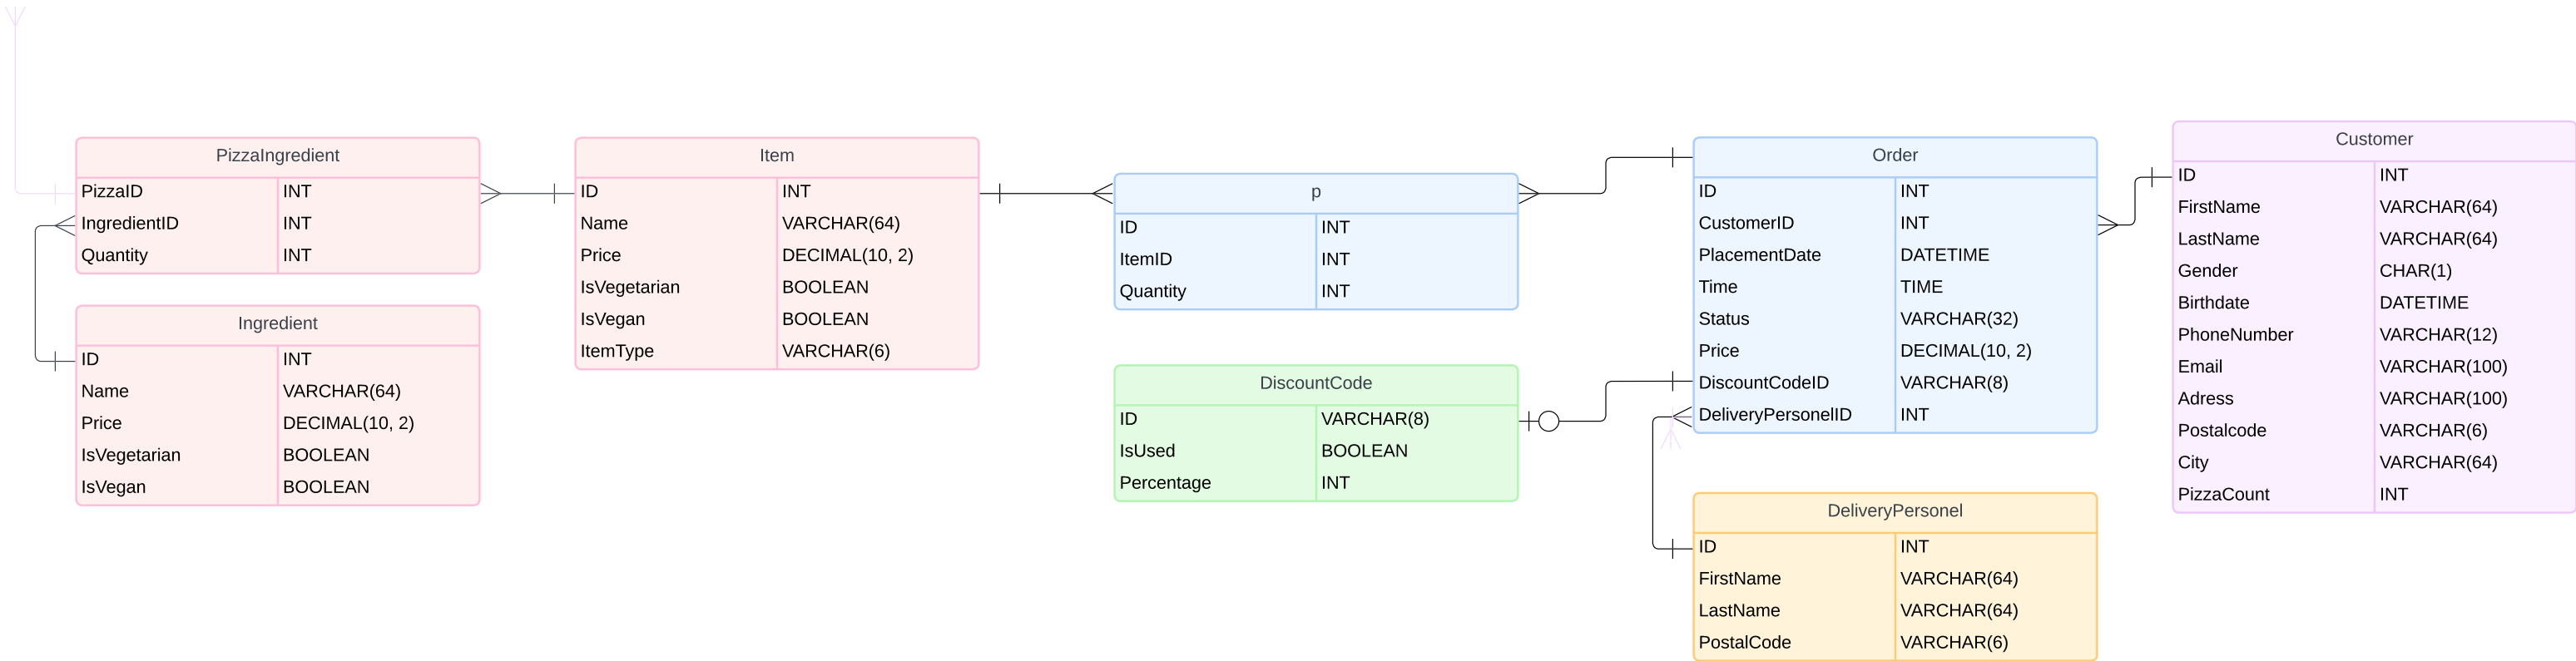 PizzaIngredient
PizzaID INT
IngredientID INT
Quantity INT
Ingredient
ID INT
Name VARCHAR(64)
Price DECIMAL(10, 2)
IsVegetarian BOOLEAN
IsVegan BOOLEAN
Item
ID INT
Name VARCHAR(64)
Price DECIMAL(10, 2)
IsVegetarian BOOLEAN
IsVegan BOOLEAN
ItemType VARCHAR(6)
p
ID INT
ItemID INT
Quantity INT
DiscountCode
ID VARCHAR(8)
IsUsed BOOLEAN
Percentage INT
Order
ID INT
CustomerID INT
PlacementDate DATETIME
Time TIME
Status VARCHAR(32)
Price DECIMAL(10, 2)
DiscountCodeID VARCHAR(8)
DeliveryPersonelID INT
DeliveryPersonel
ID INT
FirstName VARCHAR(64)
LastName VARCHAR(64)
PostalCode VARCHAR(6)
Customer
ID INT
FirstName VARCHAR(64)
LastName VARCHAR(64)
Gender CHAR(1)
Birthdate DATETIME
PhoneNumber VARCHAR(12)
Email VARCHAR(100)
Adress VARCHAR(100)
Postalcode VARCHAR(6)
City VARCHAR(64)
PizzaCount INT